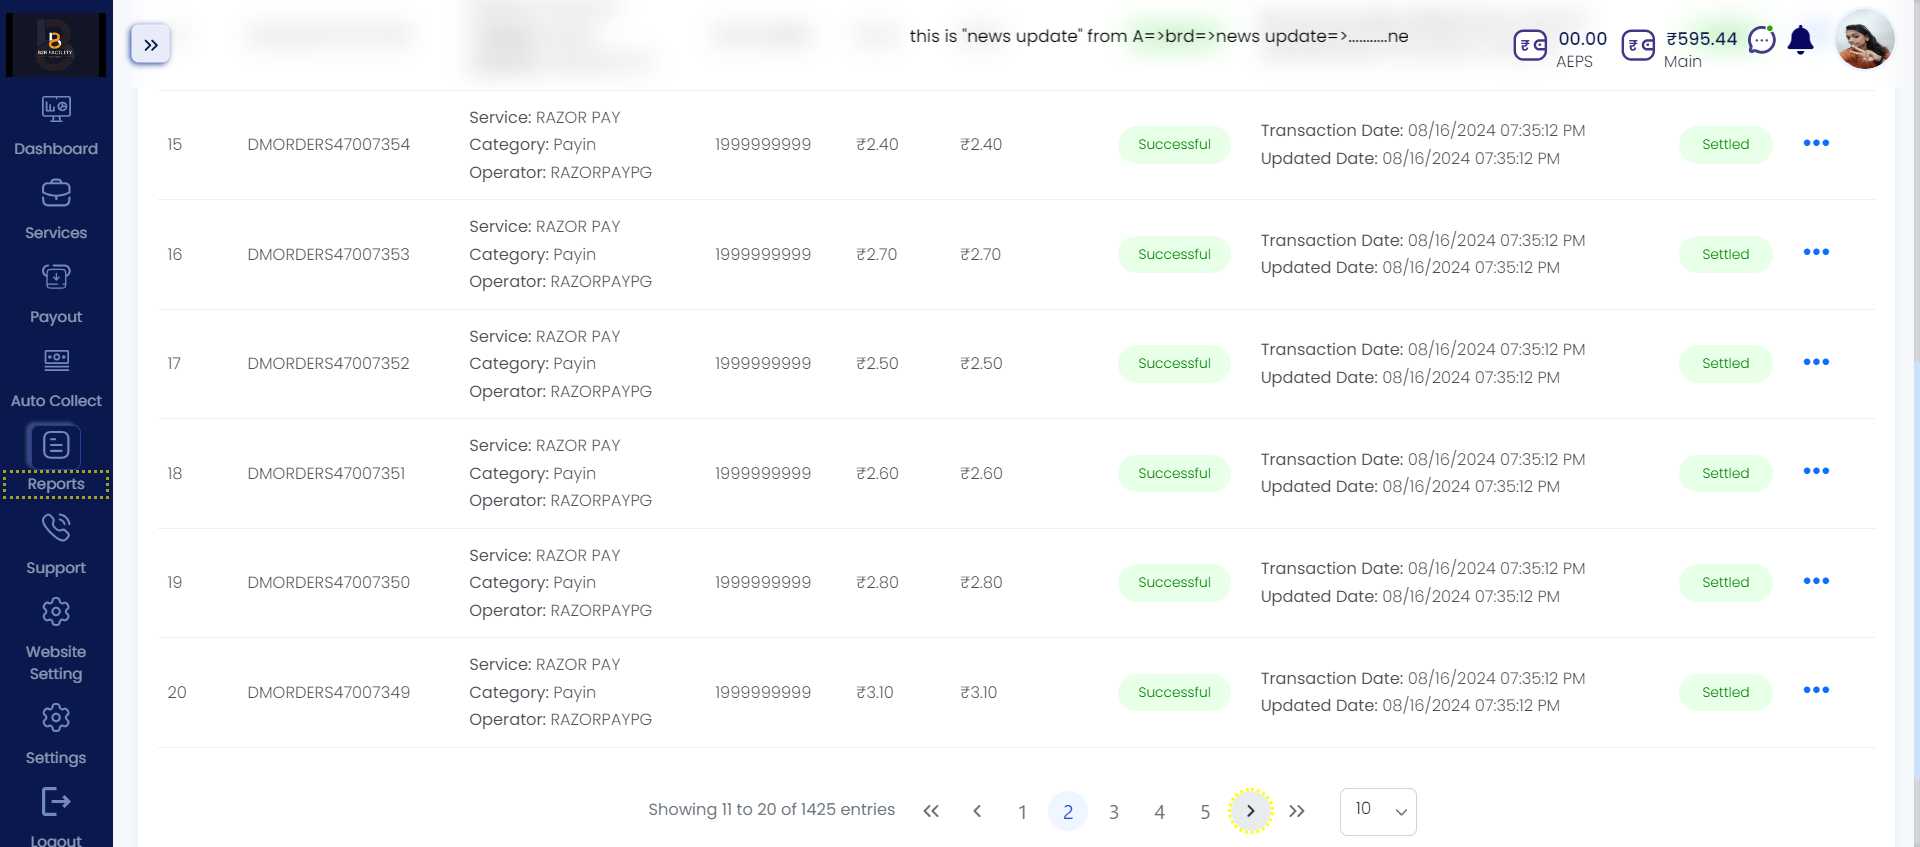 B2B FACILITY
this is "news update" from A=>brd=>news update=>...........ne
00.00
AEPS
₹595.44
Main
Dashboard
Services
Payout
Auto Collect
Reports
Support
Website
Setting
Settings
Logout
15 DMORDERS47007354 Service: RAZOR PAY 1999999999 ₹2.40 ₹2.40 Successful Transaction Date: 08/16/2024 07:35:12 PM Settled
Category: Payin Updated Date: 08/16/2024 07:35:12 PM
Operator: RAZORPAYPG
16 DMORDERS47007353 Service: RAZOR PAY 1999999999 ₹2.70 ₹2.70 Successful Transaction Date: 08/16/2024 07:35:12 PM Settled
Category: Payin Updated Date: 08/16/2024 07:35:12 PM
Operator: RAZORPAYPG
17 DMORDERS47007352 Service: RAZOR PAY 1999999999 ₹2.50 ₹2.50 Successful Transaction Date: 08/16/2024 07:35:12 PM Settled
Category: Payin Updated Date: 08/16/2024 07:35:12 PM
Operator: RAZORPAYPG
18 DMORDERS47007351 Service: RAZOR PAY 1999999999 ₹2.60 ₹2.60 Successful Transaction Date: 08/16/2024 07:35:12 PM Settled
Category: Payin Updated Date: 08/16/2024 07:35:12 PM
Operator: RAZORPAYPG
19 DMORDERS47007350 Service: RAZOR PAY 1999999999 ₹2.80 ₹2.80 Successful Transaction Date: 08/16/2024 07:35:12 PM Settled
Category: Payin Updated Date: 08/16/2024 07:35:12 PM
Operator: RAZORPAYPG
20 DMORDERS47007349 Service: RAZOR PAY 1999999999 ₹3.10 ₹3.10 Successful Transaction Date: 08/16/2024 07:35:12 PM Settled
Category: Payin Updated Date: 08/16/2024 07:35:12 PM
Operator: RAZORPAYPG
Showing 11 to 20 of 1425 entries 1 2 3 4 5 10